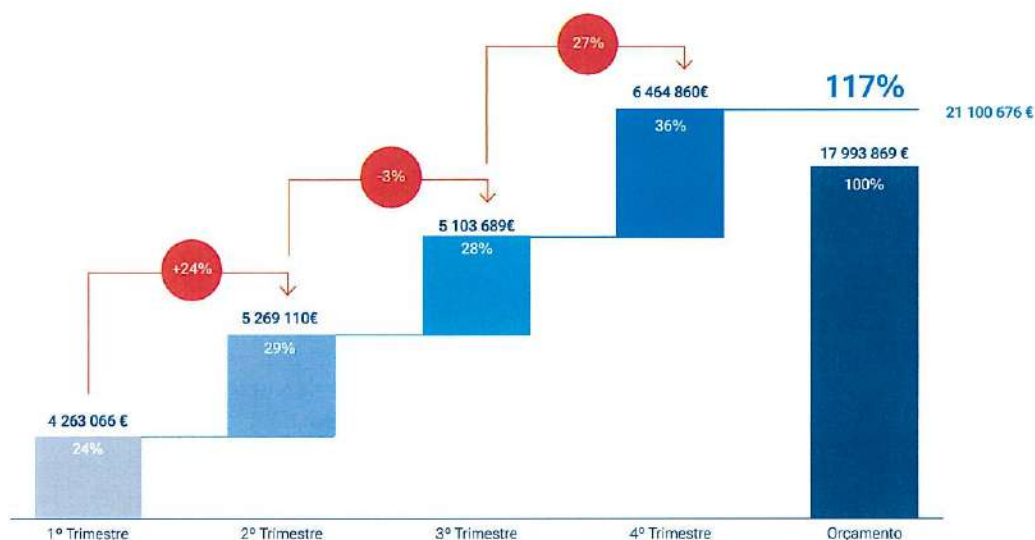 27%
6 464 860€
117%
21 100 676 €
36%
17 993 869 €
100%
-3%
5 103 689€
28%
+24%
5 269 110€
29%
4 263 066 €
24%
1º Trimestre
2º Trimestre
3º Trimestre
4º Trimestre
Orçamento